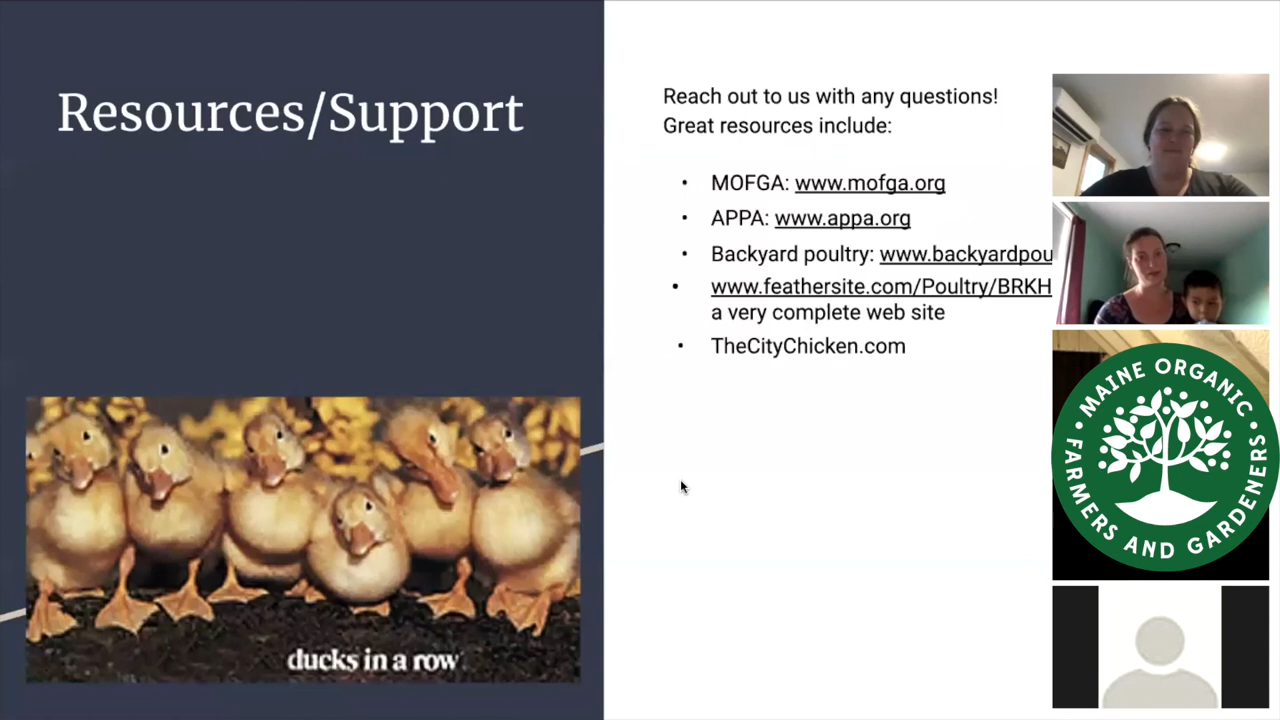 Resources/Support
Reach out to us with any questions!
Great resources include:
• MOFGA: www.mofga.org
• APPA: www.appa.org
• Backyard poultry: www.backyardpou
• www.feathersite.com/Poultry/BRKH
a very complete web site
• TheCityChicken.com
ducks in a row
• MAINE ORGANIC •
FARMERS AND GARDENERS